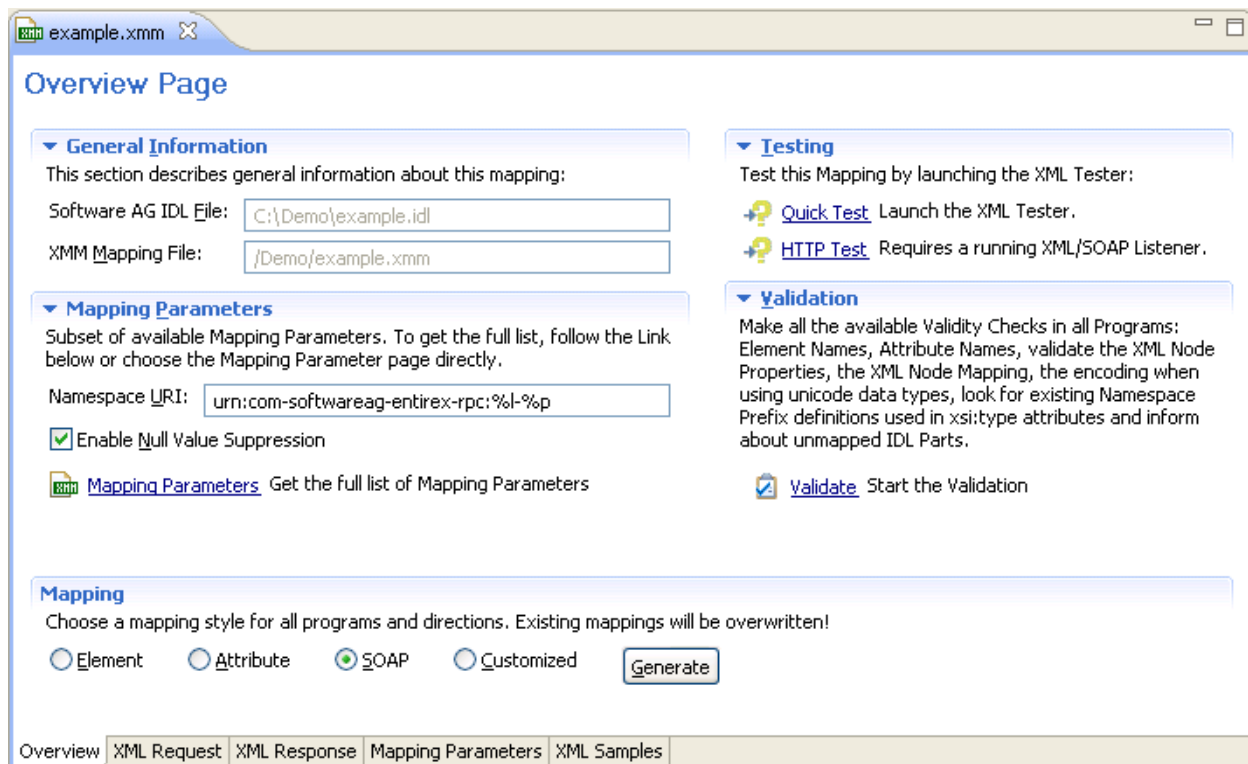 example.xmm
Overview Page
General Information
This section describes general information about this mapping:
Software AG IDL File: C:\Demo\example.idl
XMM Mapping File: /Demo/example.xmm
Mapping Parameters
Subset of available Mapping Parameters. To get the full list, follow the Link
below or choose the Mapping Parameter page directly.
Namespace URI: urn:com-softwareag-entirex-rpc:%l-%p
Enable Null Value Suppression
XMM Mapping Parameters Get the full list of Mapping Parameters
Testing
Test this Mapping by launching the XML Tester:
Quick Test Launch the XML Tester.
HTTP Test Requires a running XML/SOAP Listener.
Validation
Make all the available Validity Checks in all Programs:
Element Names, Attribute Names, validate the XML Node
Properties, the XML Node Mapping, the encoding when
using unicode data types, look for existing Namespace
Prefix definitions used in xsi:type attributes and inform
about unmapped IDL Parts.
Validate Start the Validation
Mapping
Choose a mapping style for all programs and directions. Existing mappings will be overwritten!
Element Attribute SOAP Customized Generate
Overview XML Request XML Response Mapping Parameters XML Samples